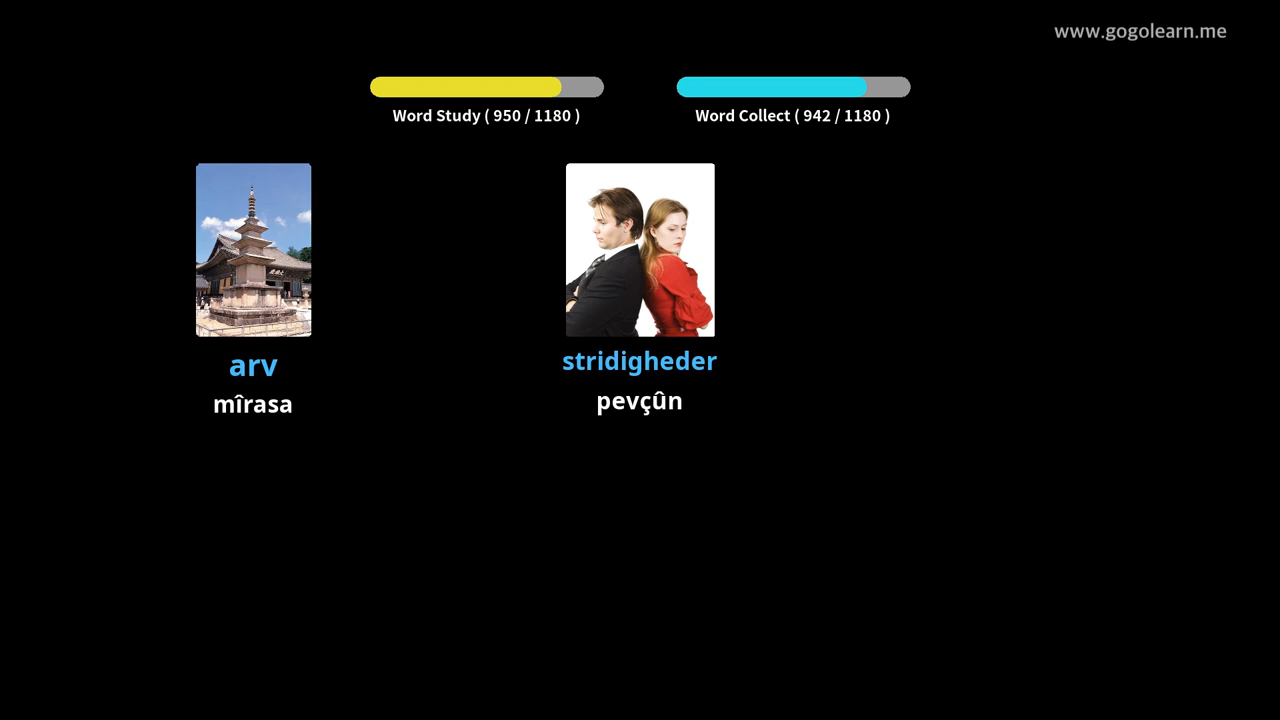 www.gogolearn.me
Word Study ( 950 / 1180 )
Word Collect ( 942 / 1180 )
arv
mîrasa
stridigheder
pevçûn